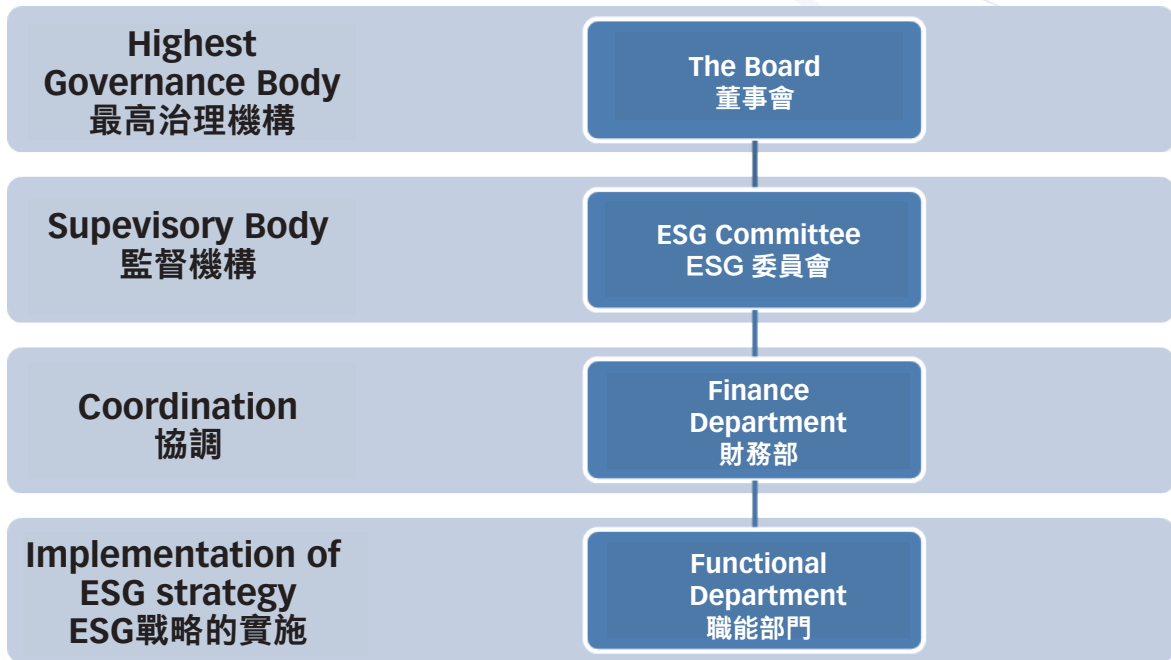 Highest
Governance Body
最高治理機構
The Board
董事會
Supevisory Body
監督機構
ESG Committee
ESG 委員會
Coordination
協調
Finance
Department
財務部
Implementation of
ESG strategy
ESG戰略的實施
Functional
Department
職能部門